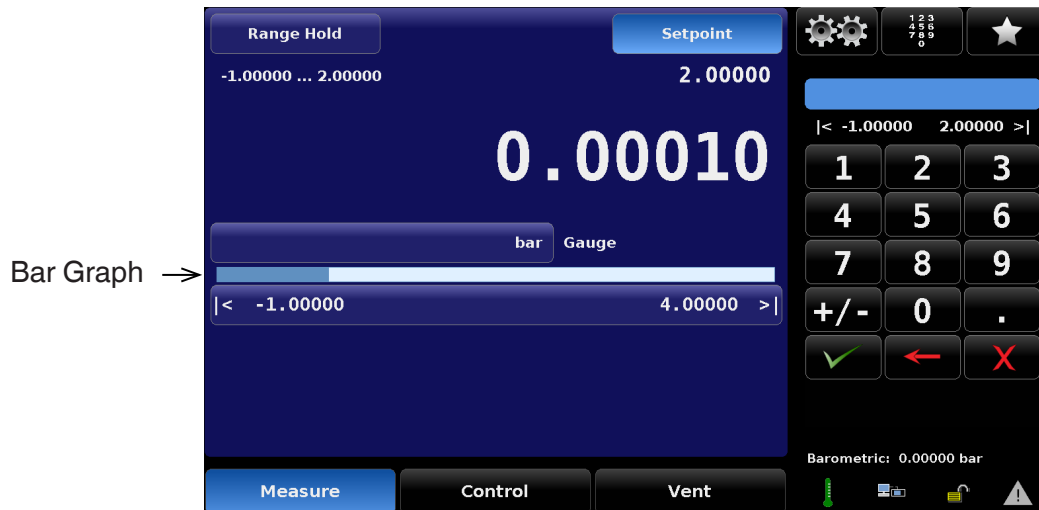 Range Hold
Setpoint
1 2 3
4 5 6
7 8 9
0
-1.00000 ... 2.00000
2.00000
|< -1.00000 2.00000 >|
0.00010
1 2 3
4 5 6
bar Gauge
7 8 9
Bar Graph
|< -1.00000 4.00000 >|
+/- 0 .
X
Barometric: 0.00000 bar
Measure Control Vent